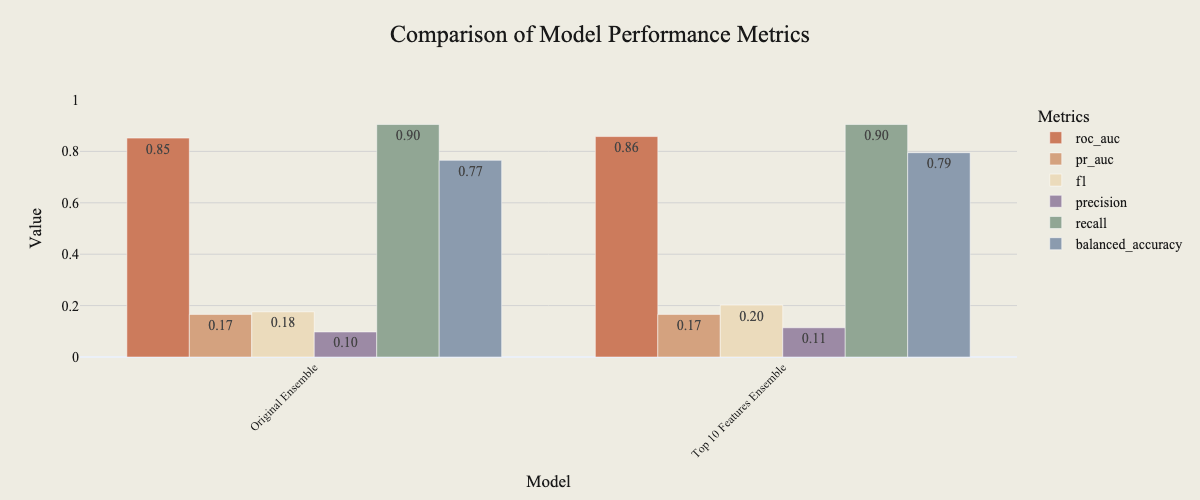 Comparison of Model Performance Metrics
1
0.8
0.6
0.4
0.2
0
Value
0.85
0.17
0.18
0.10
0.90
0.77
0.86
0.17
0.20
0.11
0.90
0.79
Original Ensemble
Top 10 Features Ensemble
Model
Metrics
roc_auc
pr_auc
f1
precision
recall
balanced_accuracy